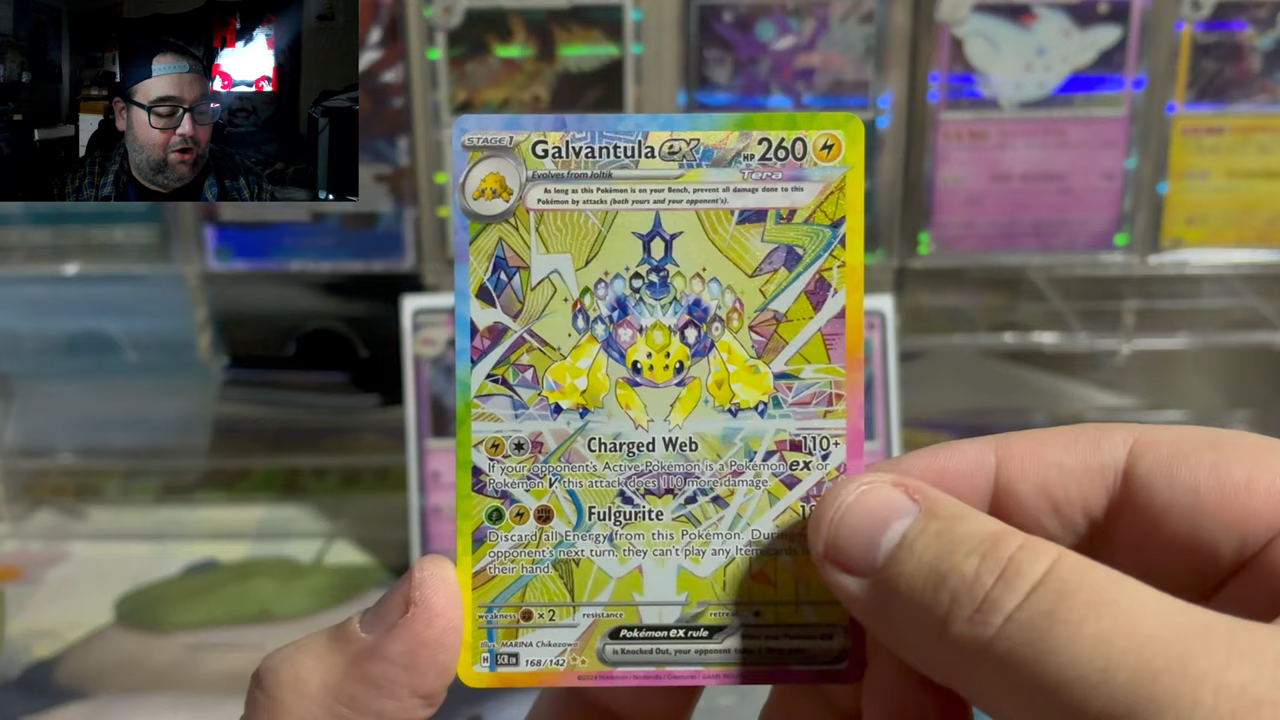 STAGE 1 Galvantula ex HP 260
Evolves from Joltik Tera
As long as this Pokémon is on your Bench, prevent all damage done to this
Pokémon by attacks (both yours and your opponent's).
Charged Web 110+
If your opponent's Active Pokémon is a Pokémon ex or
Pokémon V, this attack does 110 more damage.
Fulgurite
Discard all Energy from this Pokémon. During
opponent's next turn, they can't play any Item cards
their hand.
weakness ×2 resistance retreat
Pokémon ex rule
is Knocked Out, your opponent
Illus. MARINA Chikazawa
H SCR EN 168/142
©2024 Pokémon / Nintendo / Creatures / GAME